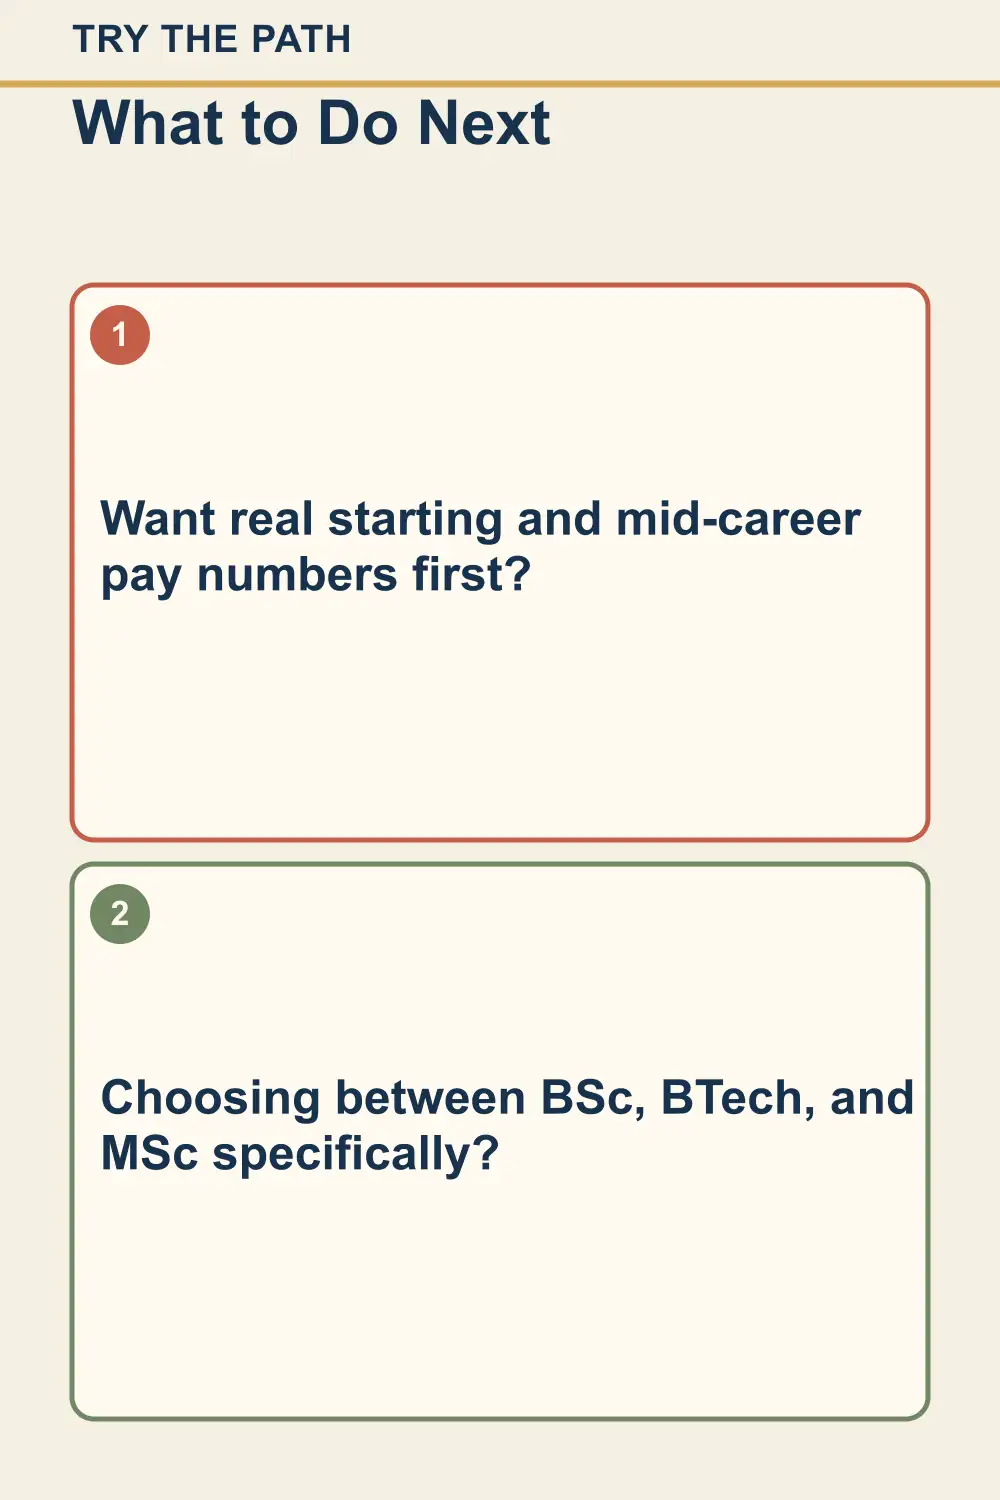 TRY THE PATH
What to Do Next
1
Want real starting and mid-career
pay numbers first?
2
Choosing between BSc, BTech, and
MSc specifically?